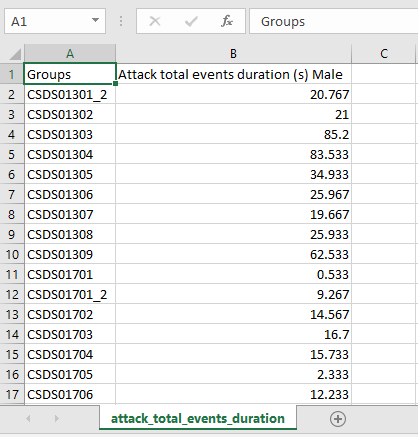 A1 Groups
A B C
1 Groups Attack total events duration (s) Male
2 CSDS01301_2 20.767
3 CSDS01302 21
4 CSDS01303 85.2
5 CSDS01304 83.533
6 CSDS01305 34.933
7 CSDS01306 25.967
8 CSDS01307 19.667
9 CSDS01308 25.933
10 CSDS01309 62.533
11 CSDS01701 0.533
12 CSDS01701_2 9.267
13 CSDS01702 14.567
14 CSDS01703 16.7
15 CSDS01704 15.733
16 CSDS01705 2.333
17 CSDS01706 12.233
attack_total_events_duration